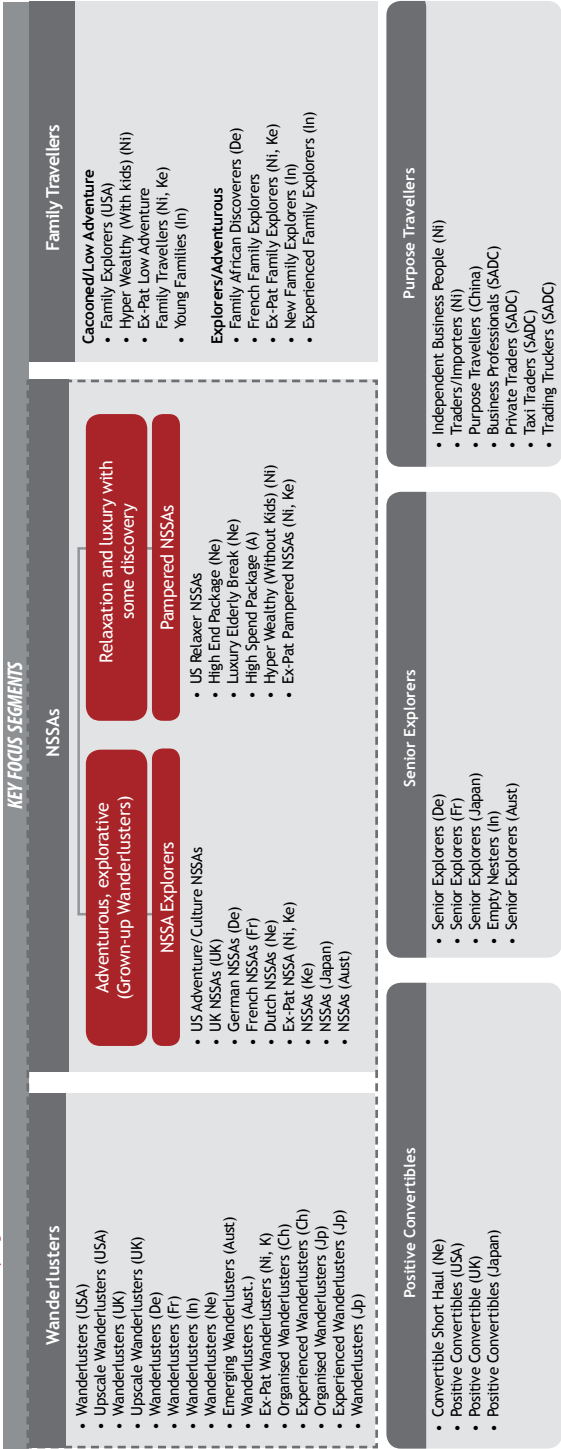 KEY FOCUS SEGMENTS
Wanderlusters
• Wanderlusters (USA)
• Upscale Wanderlusters (USA)
• Wanderlusters (UK)
• Upscale Wanderlusters (UK)
• Wanderlusters (De)
• Wanderlusters (Fr)
• Wanderlusters (In)
• Wanderlusters (Ne)
• Emerging Wanderlusters (Aust)
• Wanderlusters (Aust.)
• Ex-Pat Wanderlusters (Ni, K)
• Organised Wanderlusters (Ch)
• Experienced Wanderlusters (Ch)
• Organised Wanderlusters (Jp)
• Experienced Wanderlusters (Jp)
• Wanderlusters (Jp)
NSSAs
Adventurous, explorative
(Grown-up Wanderlusters)
NSSA Explorers
• US Adventure/Culture NSSAs
• UK NSSAs (UK)
• German NSSAs (De)
• French NSSAs (Fr)
• Dutch NSSAs (Ne)
• Ex-Pat NSSA (Ni, Ke)
• NSSAs (Ke)
• NSSAs (Japan)
• NSSAs (Aust)
Relaxation and luxury with
some discovery
Pampered NSSAs
• US Relaxer NSSAs
• High End Package (Ne)
• Luxury Elderly Break (Ne)
• High Spend Package (A)
• Hyper Wealthy (Without Kids) (Ni)
• Ex-Pat Pampered NSSAs (Ni, Ke)
Family Travellers
Cacooned/Low Adventure
• Family Explorers (USA)
• Hyper Wealthy (With kids) (Ni)
• Ex-Pat Low Adventure
Family Travellers (Ni, Ke)
• Young Families (In)
Explorers/Adventurous
• Family African Discoverers (De)
• French Family Explorers
• Ex-Pat Family Explorers (Ni, Ke)
• New Family Explorers (In)
• Experienced Family Explorers (In)
Positive Convertibles
• Convertible Short Haul (Ne)
• Positive Convertibles (USA)
• Positive Convertible (UK)
• Positive Convertibles (Japan)
Senior Explorers
• Senior Explorers (De)
• Senior Explorers (Fr)
• Senior Explorers (Japan)
• Empty Nesters (In)
• Senior Explorers (Aust)
Purpose Travellers
• Independent Business People (Ni)
• Traders/Importers (Ni)
• Purpose Travellers (China)
• Business Professionals (SADC)
• Private Traders (SADC)
• Taxi Traders (SADC)
• Trading Truckers (SADC)